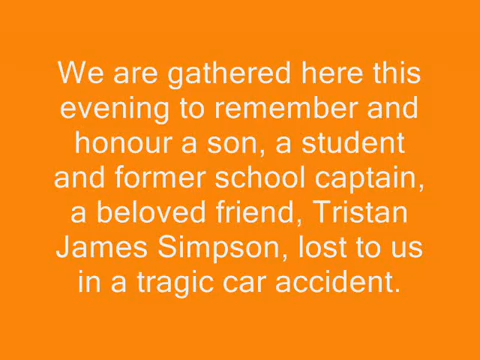 We are gathered here this
evening to remember and
honour a son, a student
and former school captain,
a beloved friend, Tristan
James Simpson, lost to us
in a tragic car accident.